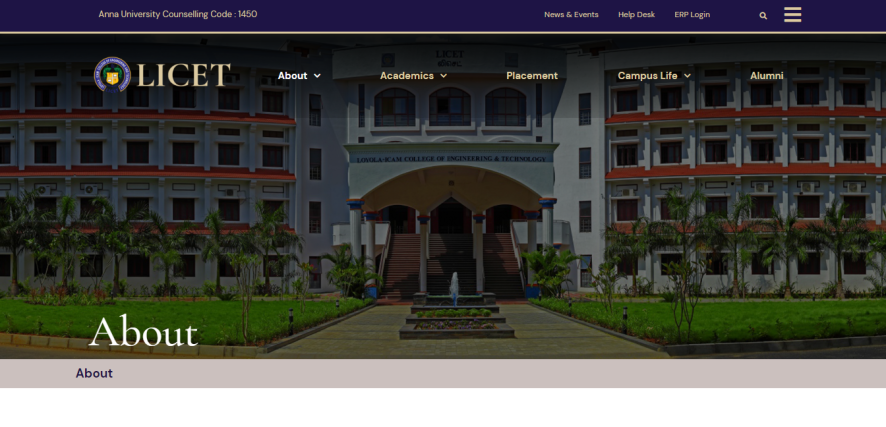 Anna University Counselling Code : 1450
News & Events Help Desk ERP Login
LICET
About Academics Placement Campus Life Alumni
LICET
LOYOLA-ICAM COLLEGE OF ENGINEERING & TECHNOLOGY
About
About